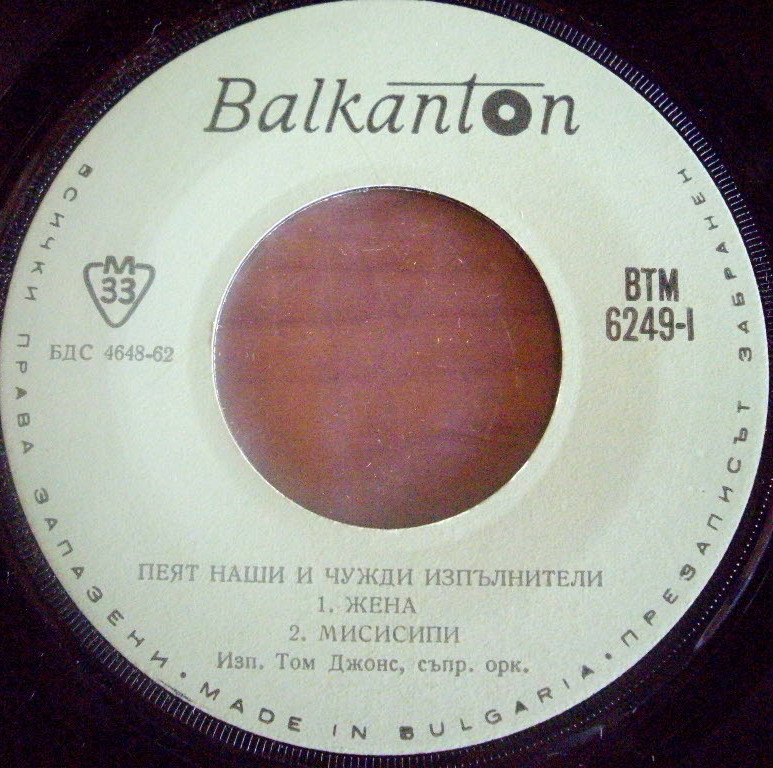 Balkanton
М
33
БДС 4648-62
ВТМ
6249-I
ПЕЯТ НАШИ И ЧУЖДИ ИЗПЪЛНИТЕЛИ
1. ЖЕНА
2. МИСИСИПИ
Изп. Том Джонс, съпр. орк.
ВСИЧКИ ПРАВА ЗАПАЗЕНИ • MADE IN BULGARIA • ПРЕЗАПИСЪТ ЗАБРАНЕН